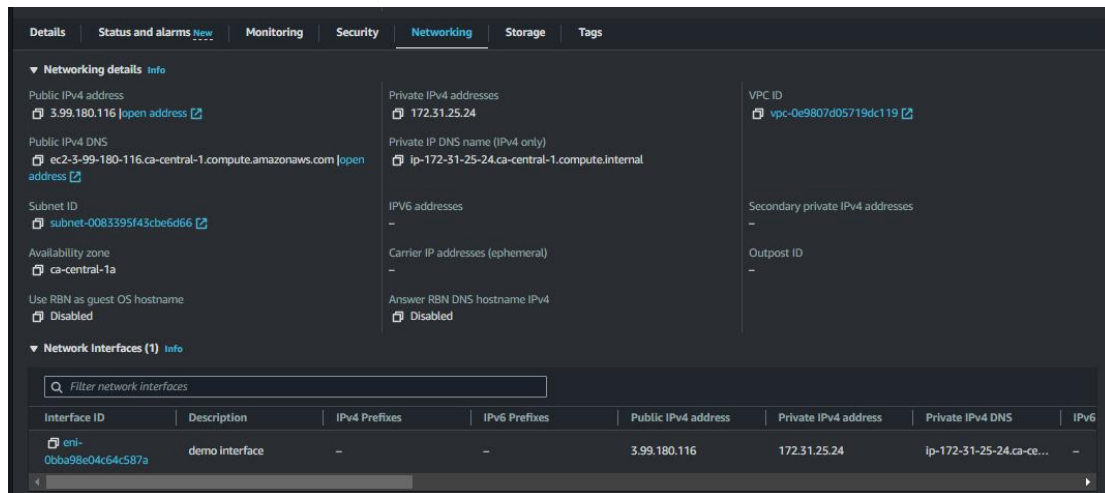 Details Status and alarms New Monitoring Security Networking Storage Tags
▼ Networking details Info
Public IPv4 address
3.99.180.116 |open address
Private IPv4 addresses
172.31.25.24
VPC ID
vpc-0e9807d05719dc119
Public IPv4 DNS
ec2-3-99-180-116.ca-central-1.compute.amazonaws.com |open
address
Private IP DNS name (IPv4 only)
ip-172-31-25-24.ca-central-1.compute.internal
Subnet ID
subnet-0083395f43cbe6d66
IPV6 addresses
–
Secondary private IPv4 addresses
–
Availability zone
ca-central-1a
Carrier IP addresses (ephemeral)
–
Outpost ID
–
Use RBN as guest OS hostname
Disabled
Answer RBN DNS hostname IPv4
Disabled
▼ Network Interfaces (1) Info
Filter network interfaces
Interface ID Description IPv4 Prefixes IPv6 Prefixes Public IPv4 address Private IPv4 address Private IPv4 DNS IPv6
eni-
0bba98e04c64c587a demo interface – – 3.99.180.116 172.31.25.24 ip-172-31-25-24.ca-ce... –